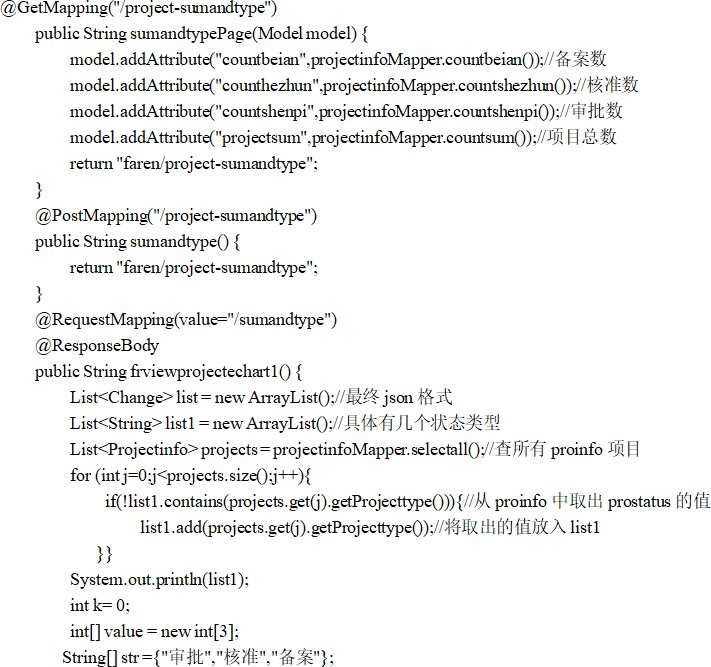 @GetMapping("/project-sumandtype")
public String sumandtypePage(Model model) {
model.addAttribute("countbeian",projectinfoMapper.countbeian());//备案数
model.addAttribute("counthezhun",projectinfoMapper.countshezhun());//核准数
model.addAttribute("countshenpi",projectinfoMapper.countshenpi());//审批数
model.addAttribute("projectsum",projectinfoMapper.countsum());//项目总数
return "faren/project-sumandtype";
}
@PostMapping("/project-sumandtype")
public String sumandtype() {
return "faren/project-sumandtype";
}
@RequestMapping(value="/sumandtype")
@ResponseBody
public String frviewprojectechart1() {
List<Change> list = new ArrayList();//最终 json 格式
List<String> list1 = new ArrayList();//具体有几个状态类型
List<Projectinfo> projects = projectinfoMapper.selectall();//查所有 proinfo 项目
for (int j=0;j<projects.size();j++){
if(!list1.contains(projects.get(j).getProjecttype())){//从 proinfo 中取出 prostatus 的值
list1.add(projects.get(j).getProjecttype());//将取出的值放入 list1
}}
System.out.println(list1);
int k= 0;
int[] value = new int[3];
String[] str ={"审批","核准","备案"};